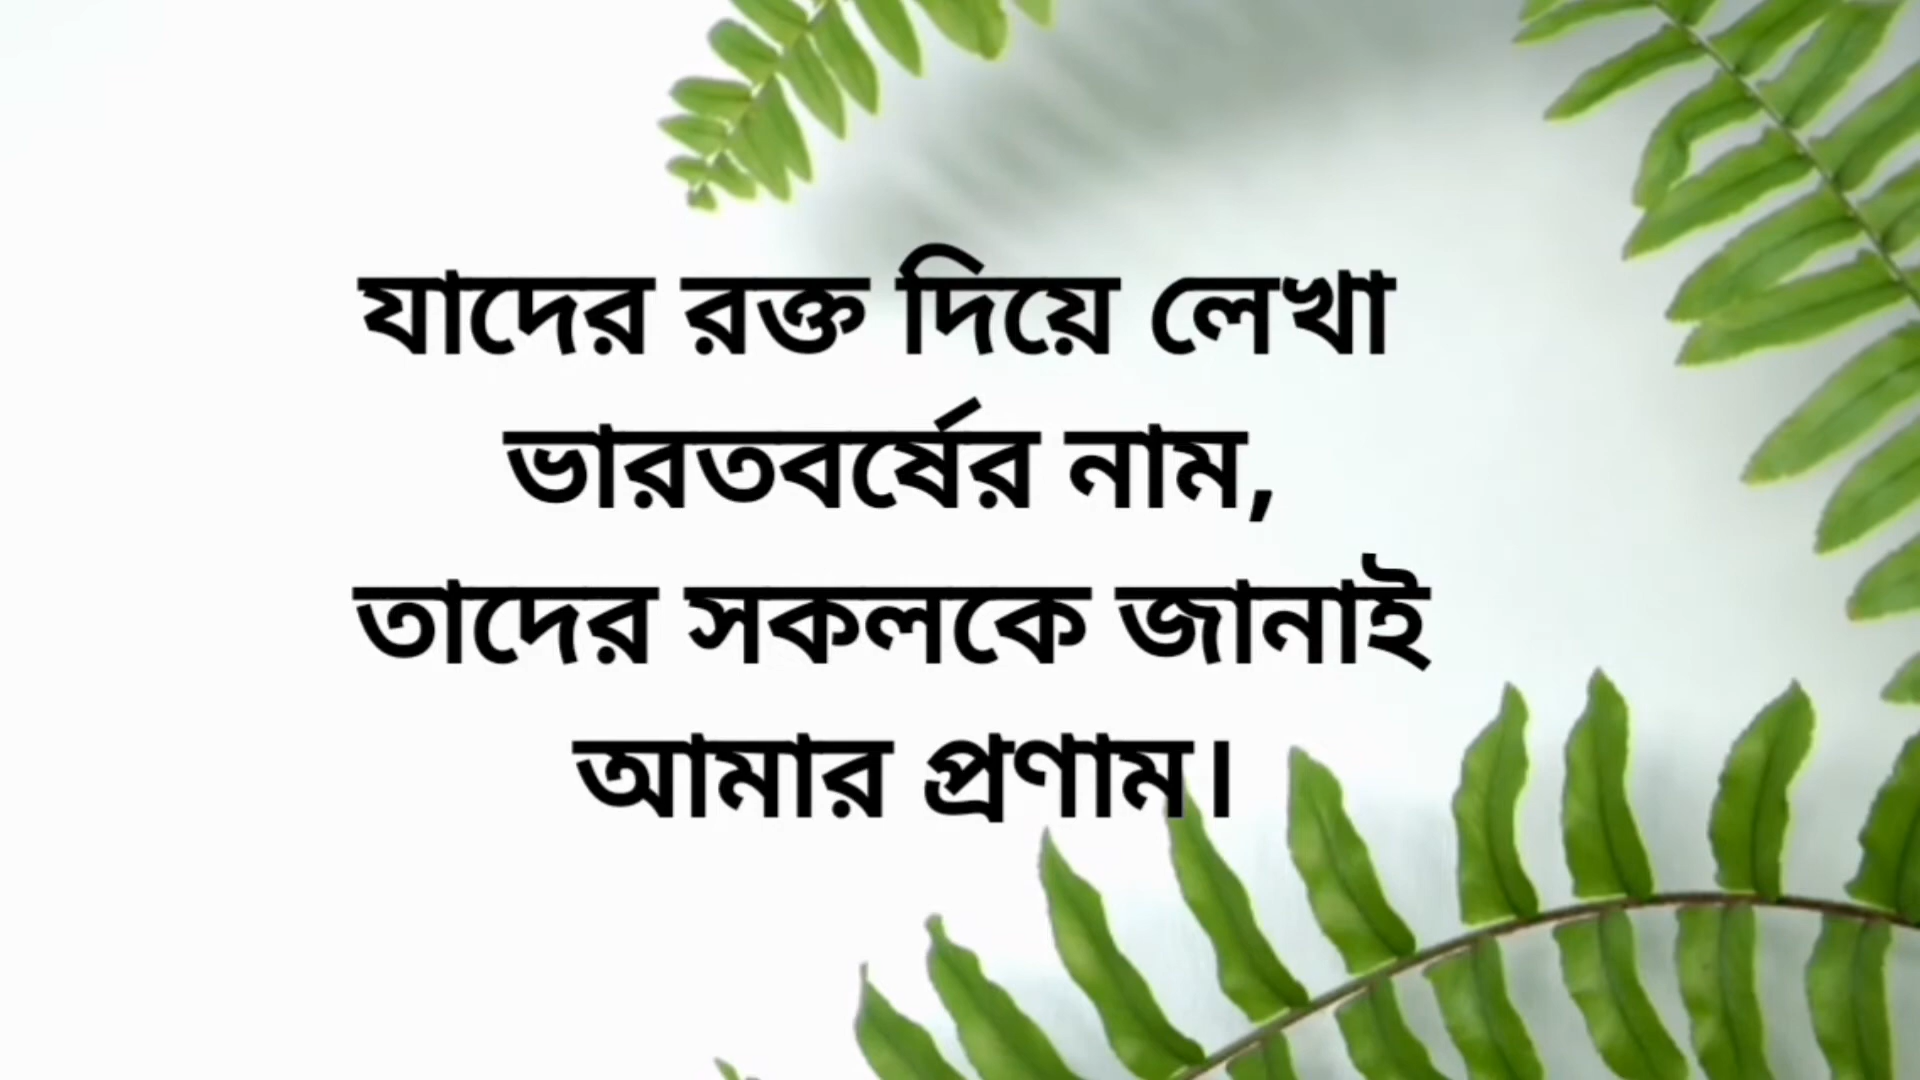 যাদের রক্ত দিয়ে লেখা
ভারতবর্ষের নাম,
তাদের সকলকে জানাই
আমার প্রণাম।